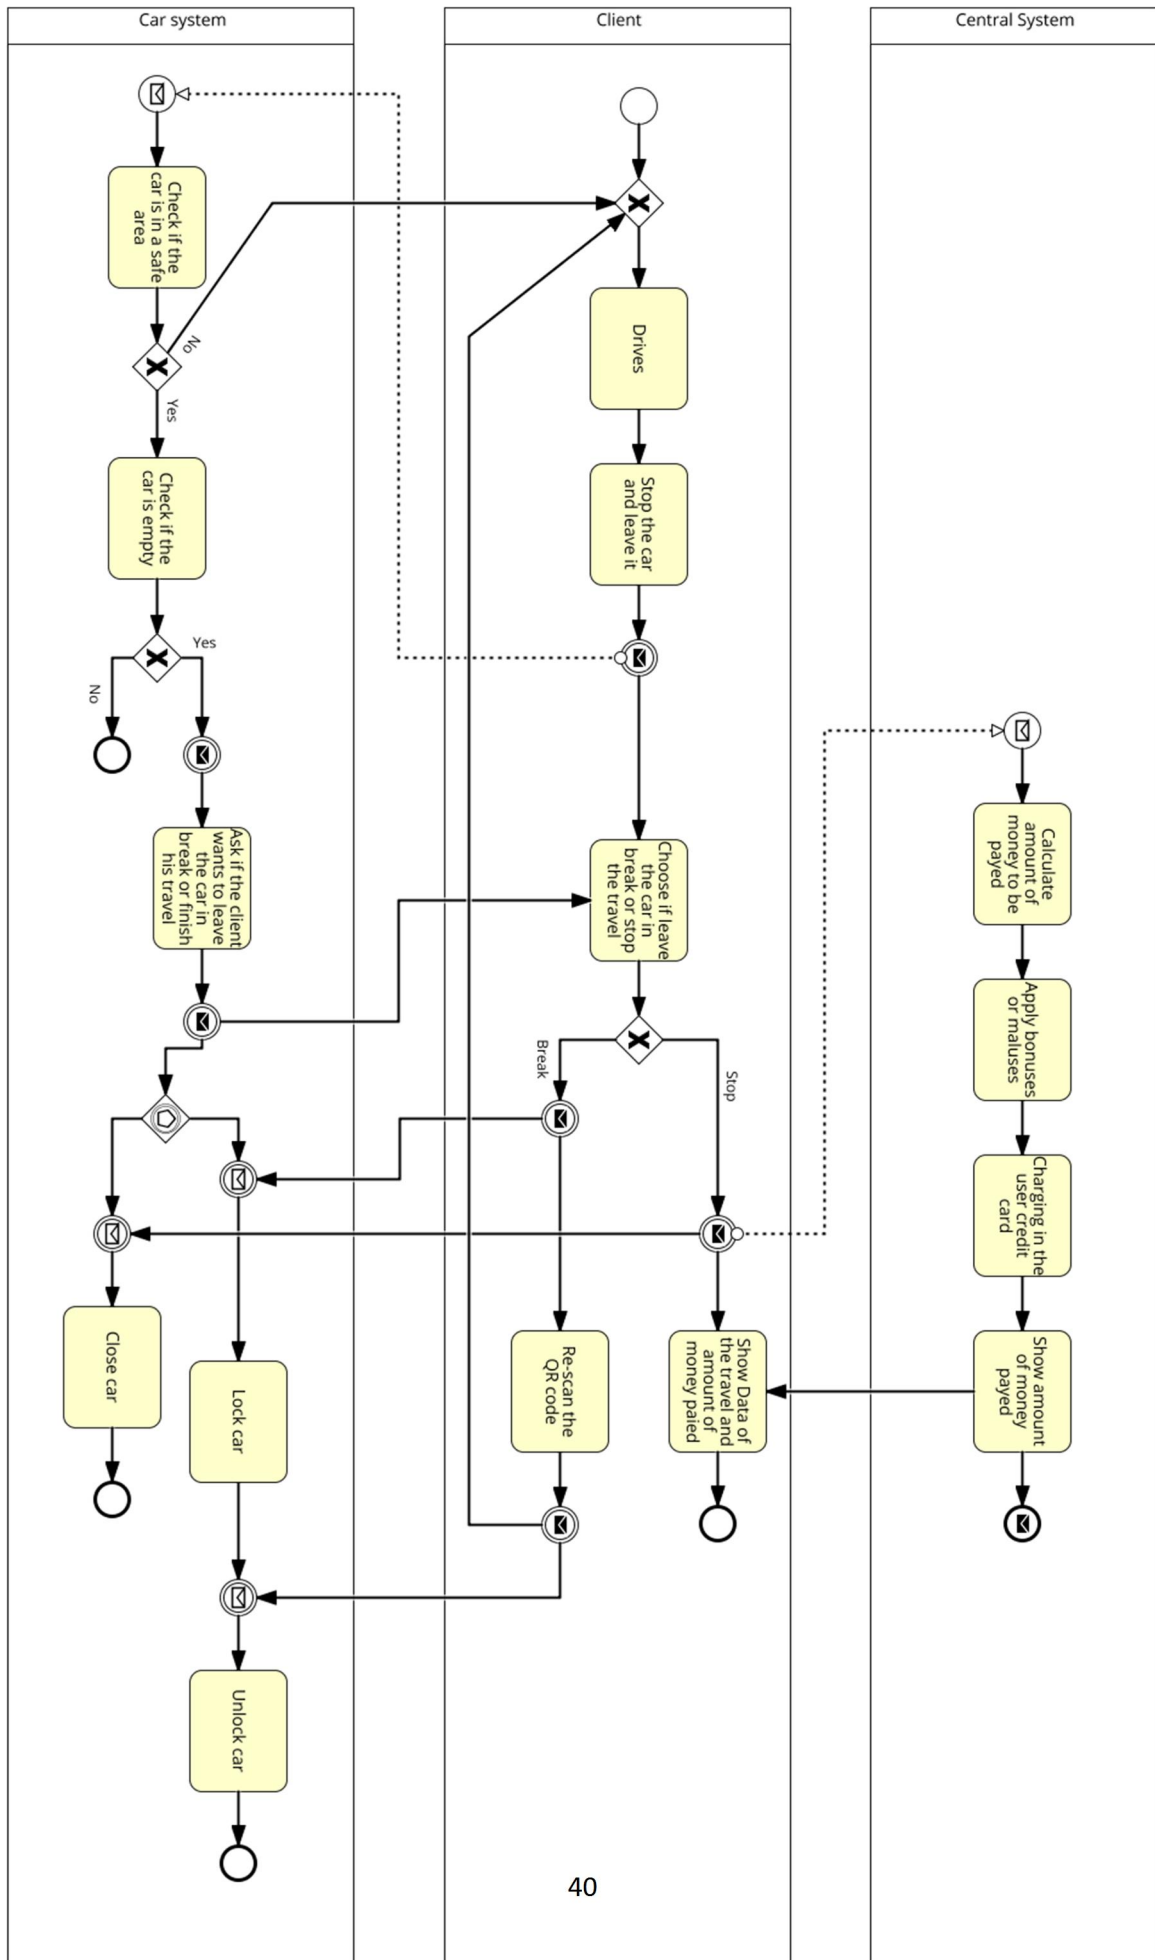 Car system
Client
Central System
Check if the
car is in a safe
area
No
Yes
Check if the
car is empty
Yes
No
Ask if the client
wants to leave
the car in
break or finish
his travel
Close car
Lock car
Unlock car
Drives
Stop the car
and leave it
Choose if leave
the car in
break or stop
the travel
Break
Stop
Re-scan the
QR code
Show Data of
the travel and
amount of
money paied
Calculate
amount of
money to be
payed
Apply bonuses
or maluses
Charging in the
user credit
card
Show amount
of money
payed
40